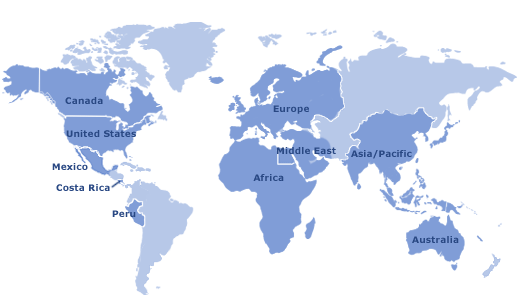 Canada
Europe
United States
Middle East
Asia/Pacific
Mexico
Africa
Costa Rica
Peru
Australia